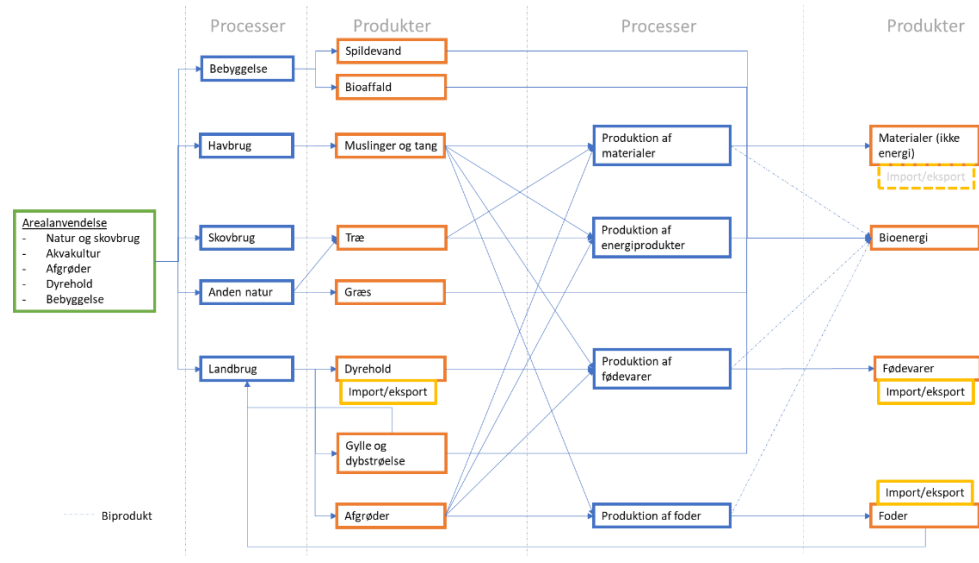 Processer
Produkter
Processer
Produkter
Arealanvendelse
- Natur og skovbrug
- Akvakultur
- Afgrøder
- Dyrehold
- Bebyggelse
Bebyggelse
Havbrug
Skovbrug
Anden natur
Landbrug
Spildevand
Bioaffald
Muslinger og tang
Træ
Græs
Dyrehold
Import/eksport
Gylle og
dybstrøelse
Afgrøder
Produktion af
materialer
Produktion af
energiprodukter
Produktion af
fødevarer
Produktion af foder
Materialer (ikke
energi)
Import/eksport
Bioenergi
Fødevarer
Import/eksport
Import/eksport
Foder
Biprodukt